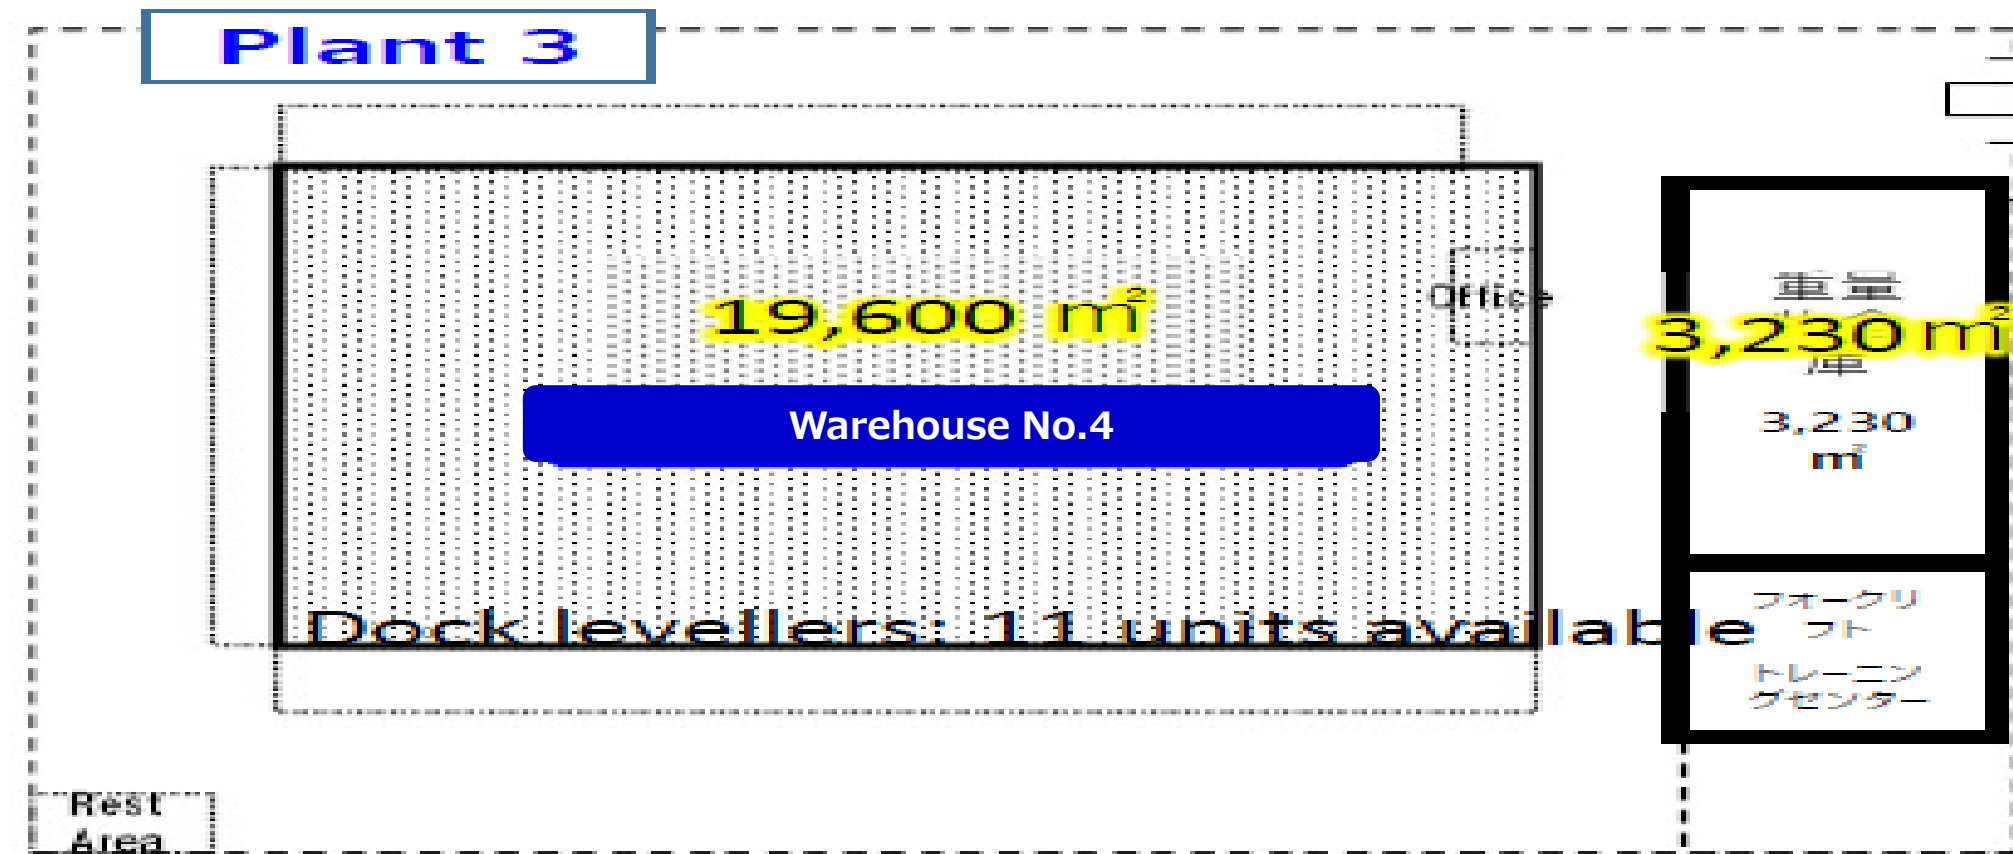 Plant 3
19,600 m²
Office
Warehouse No.4
Dock levellers: 11 units available
重量
3,230 m²
庫
3,230
㎡
フォークリ
フト
トレーニン
グセンター
Rest
Area